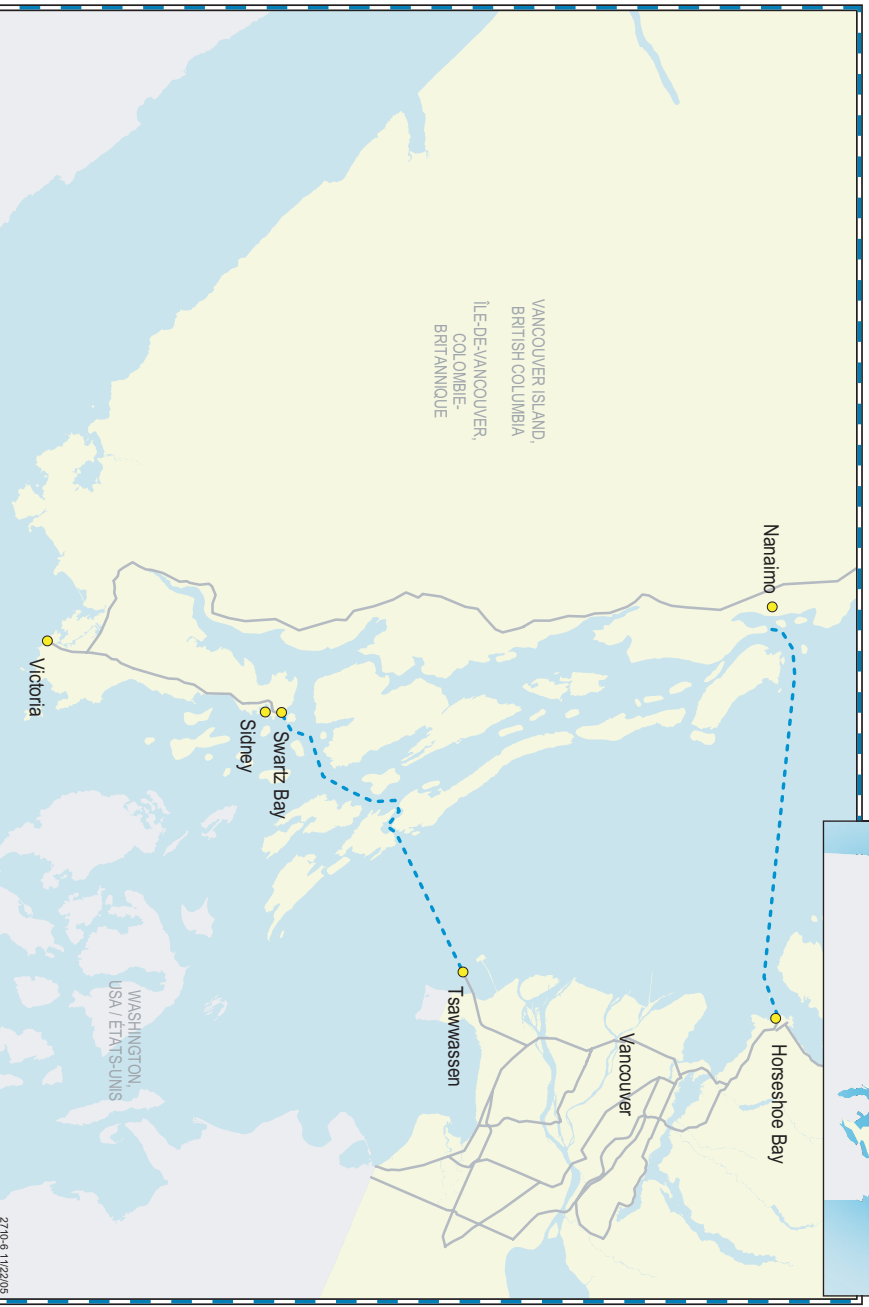 VANCOUVER ISLAND,
BRITISH COLUMBIA
ÎLE-DE-VANCOUVER,
COLOMBIE-
BRITANNIQUE
Nanaimo
Horseshoe Bay
Vancouver
Tsawwassen
Swartz Bay
Sidney
Victoria
WASHINGTON,
USA / ÉTATS-UNIS
2710-6 11/22/05